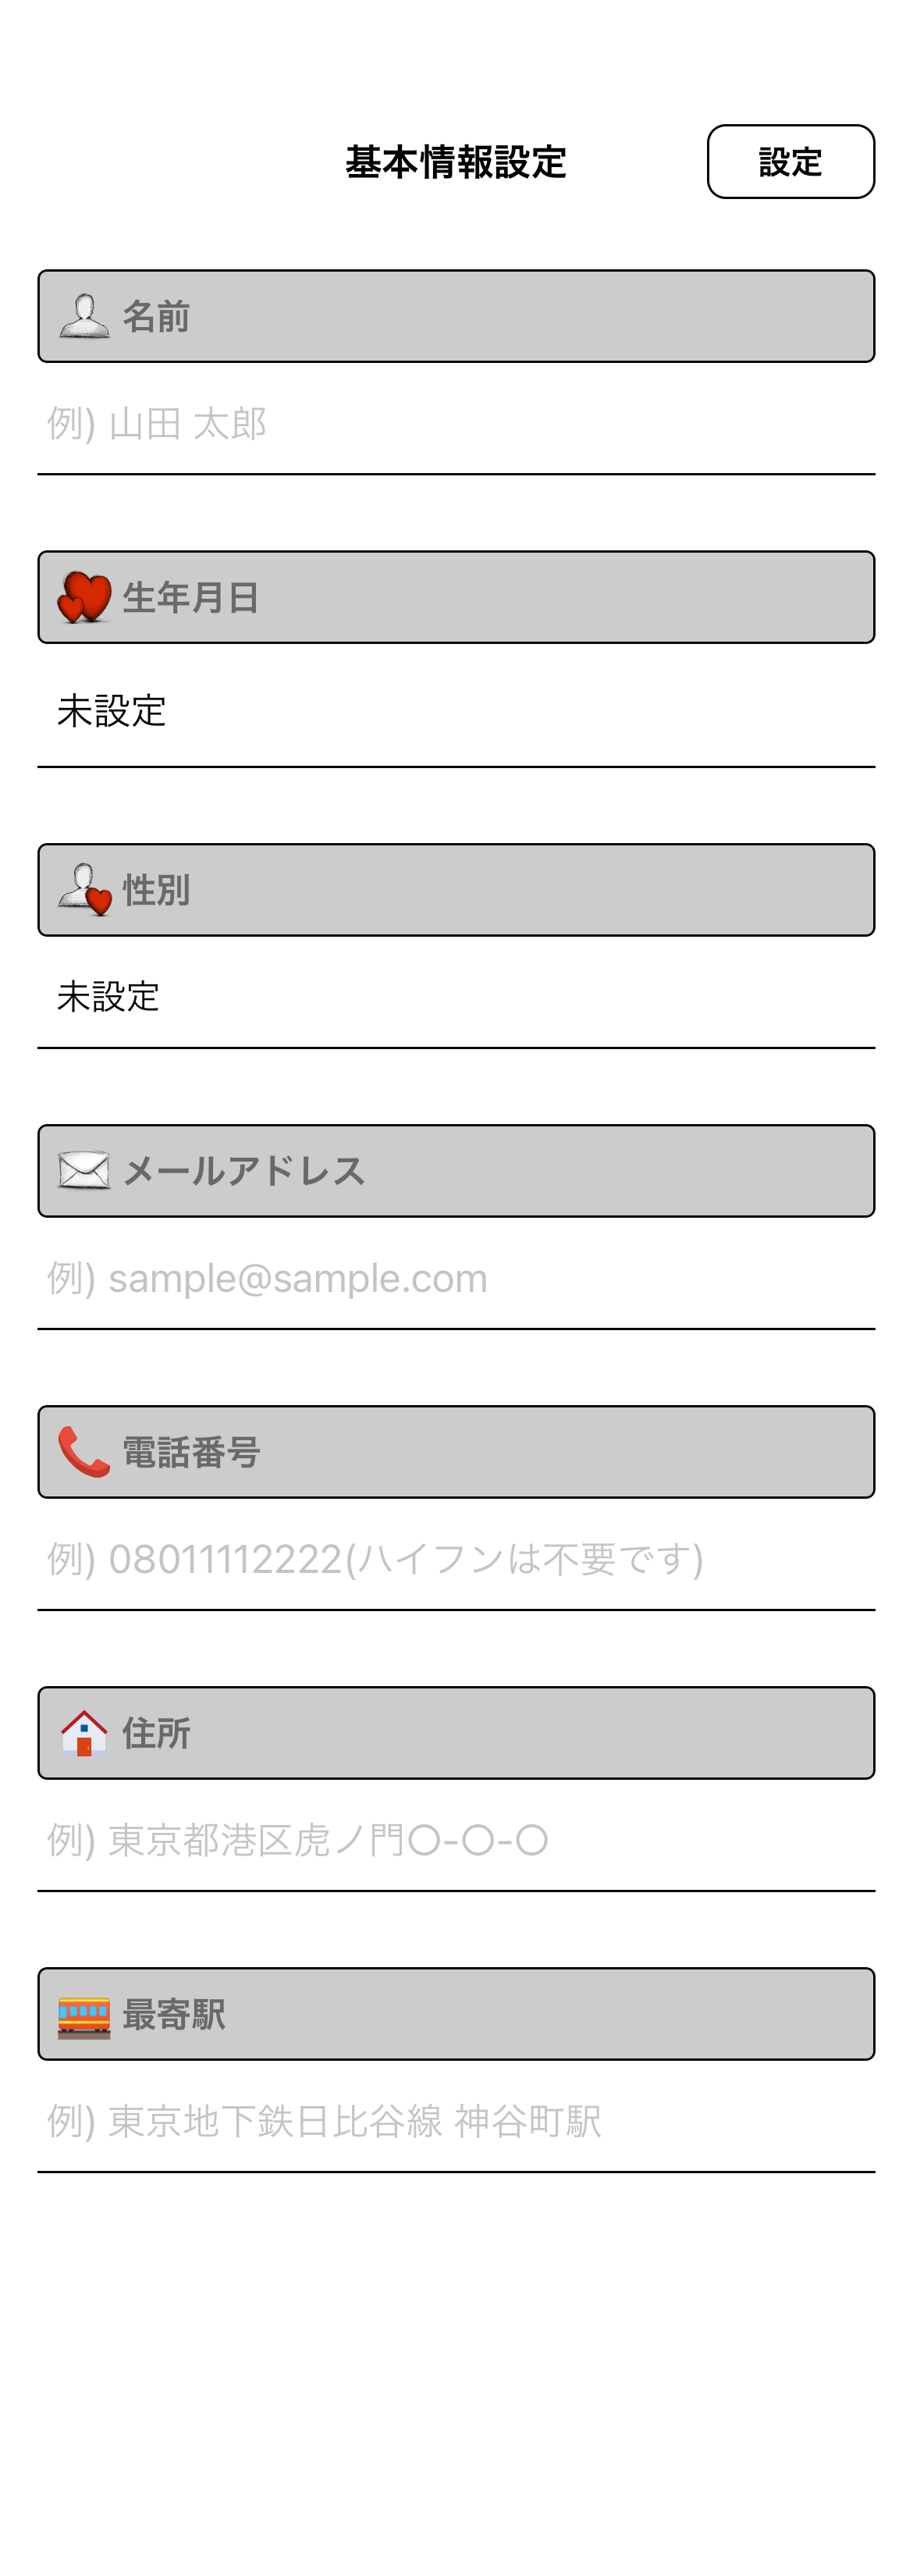 基本情報設定
設定
名前
例) 山田 太郎
生年月日
未設定
性別
未設定
メールアドレス
例) sample@sample.com
電話番号
例) 08011112222(ハイフンは不要です)
住所
例) 東京都港区虎ノ門〇-〇-〇
最寄駅
例) 東京地下鉄日比谷線 神谷町駅